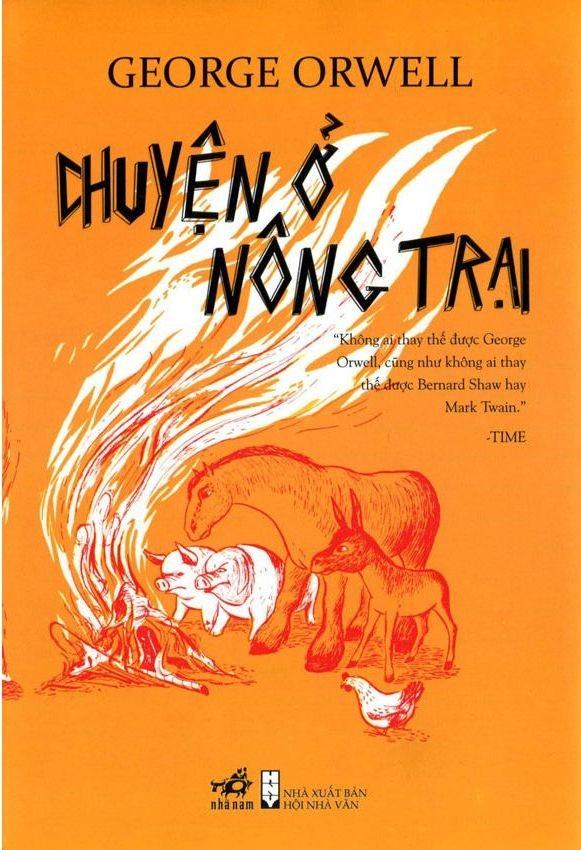 GEORGE ORWELL
CHUYỆN Ở
NÔNG TRẠI
“Không ai thay thế được George
Orwell, cũng như không ai thay
thế được Bernard Shaw hay
Mark Twain.”
-TIME
nhã nam
NHÀ XUẤT BẢN
HỘI NHÀ VĂN